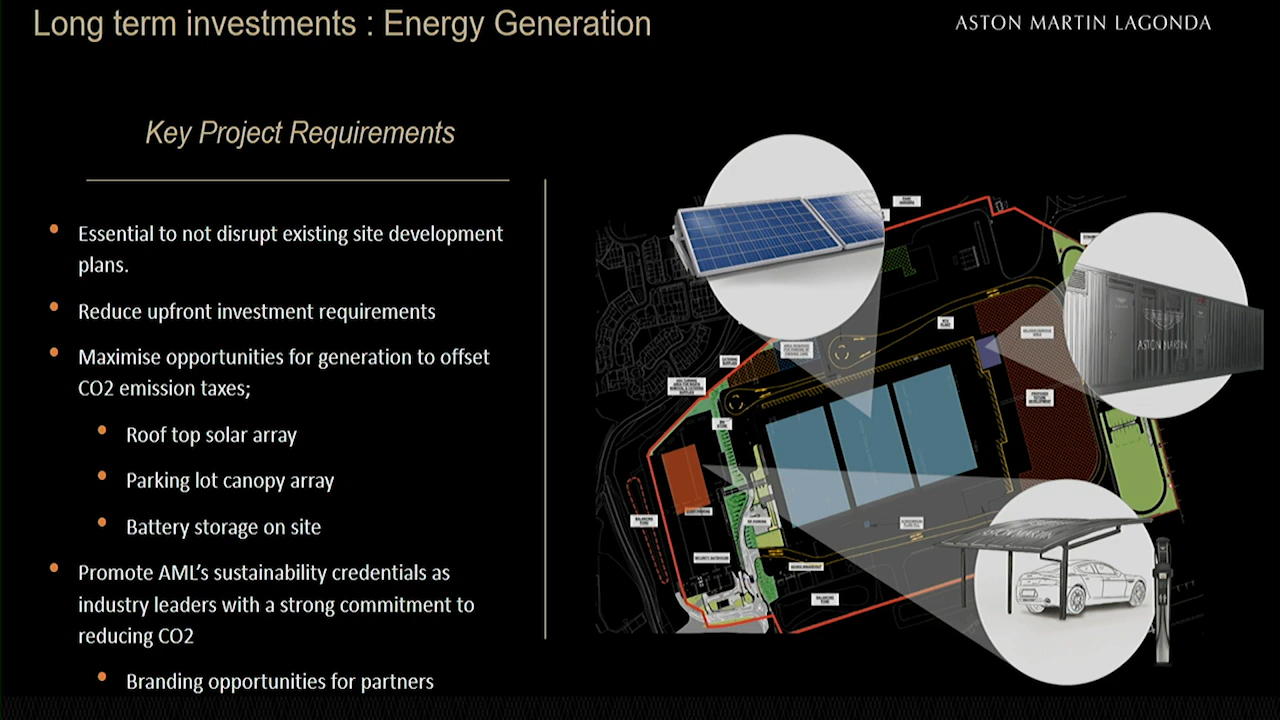 Long term investments : Energy Generation
ASTON MARTIN LAGONDA
Key Project Requirements
Essential to not disrupt existing site development
plans.
Reduce upfront investment requirements
Maximise opportunities for generation to offset
CO2 emission taxes;
Roof top solar array
Parking lot canopy array
Battery storage on site
Promote AML's sustainability credentials as
industry leaders with a strong commitment to
reducing CO2
Branding opportunities for partners
ASTON MARTIN
ASTON MARTIN